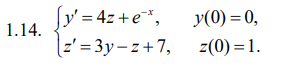 1.14. { y' = 4z + e⁻ˣ, y(0) = 0,
z' = 3y − z + 7, z(0) = 1.